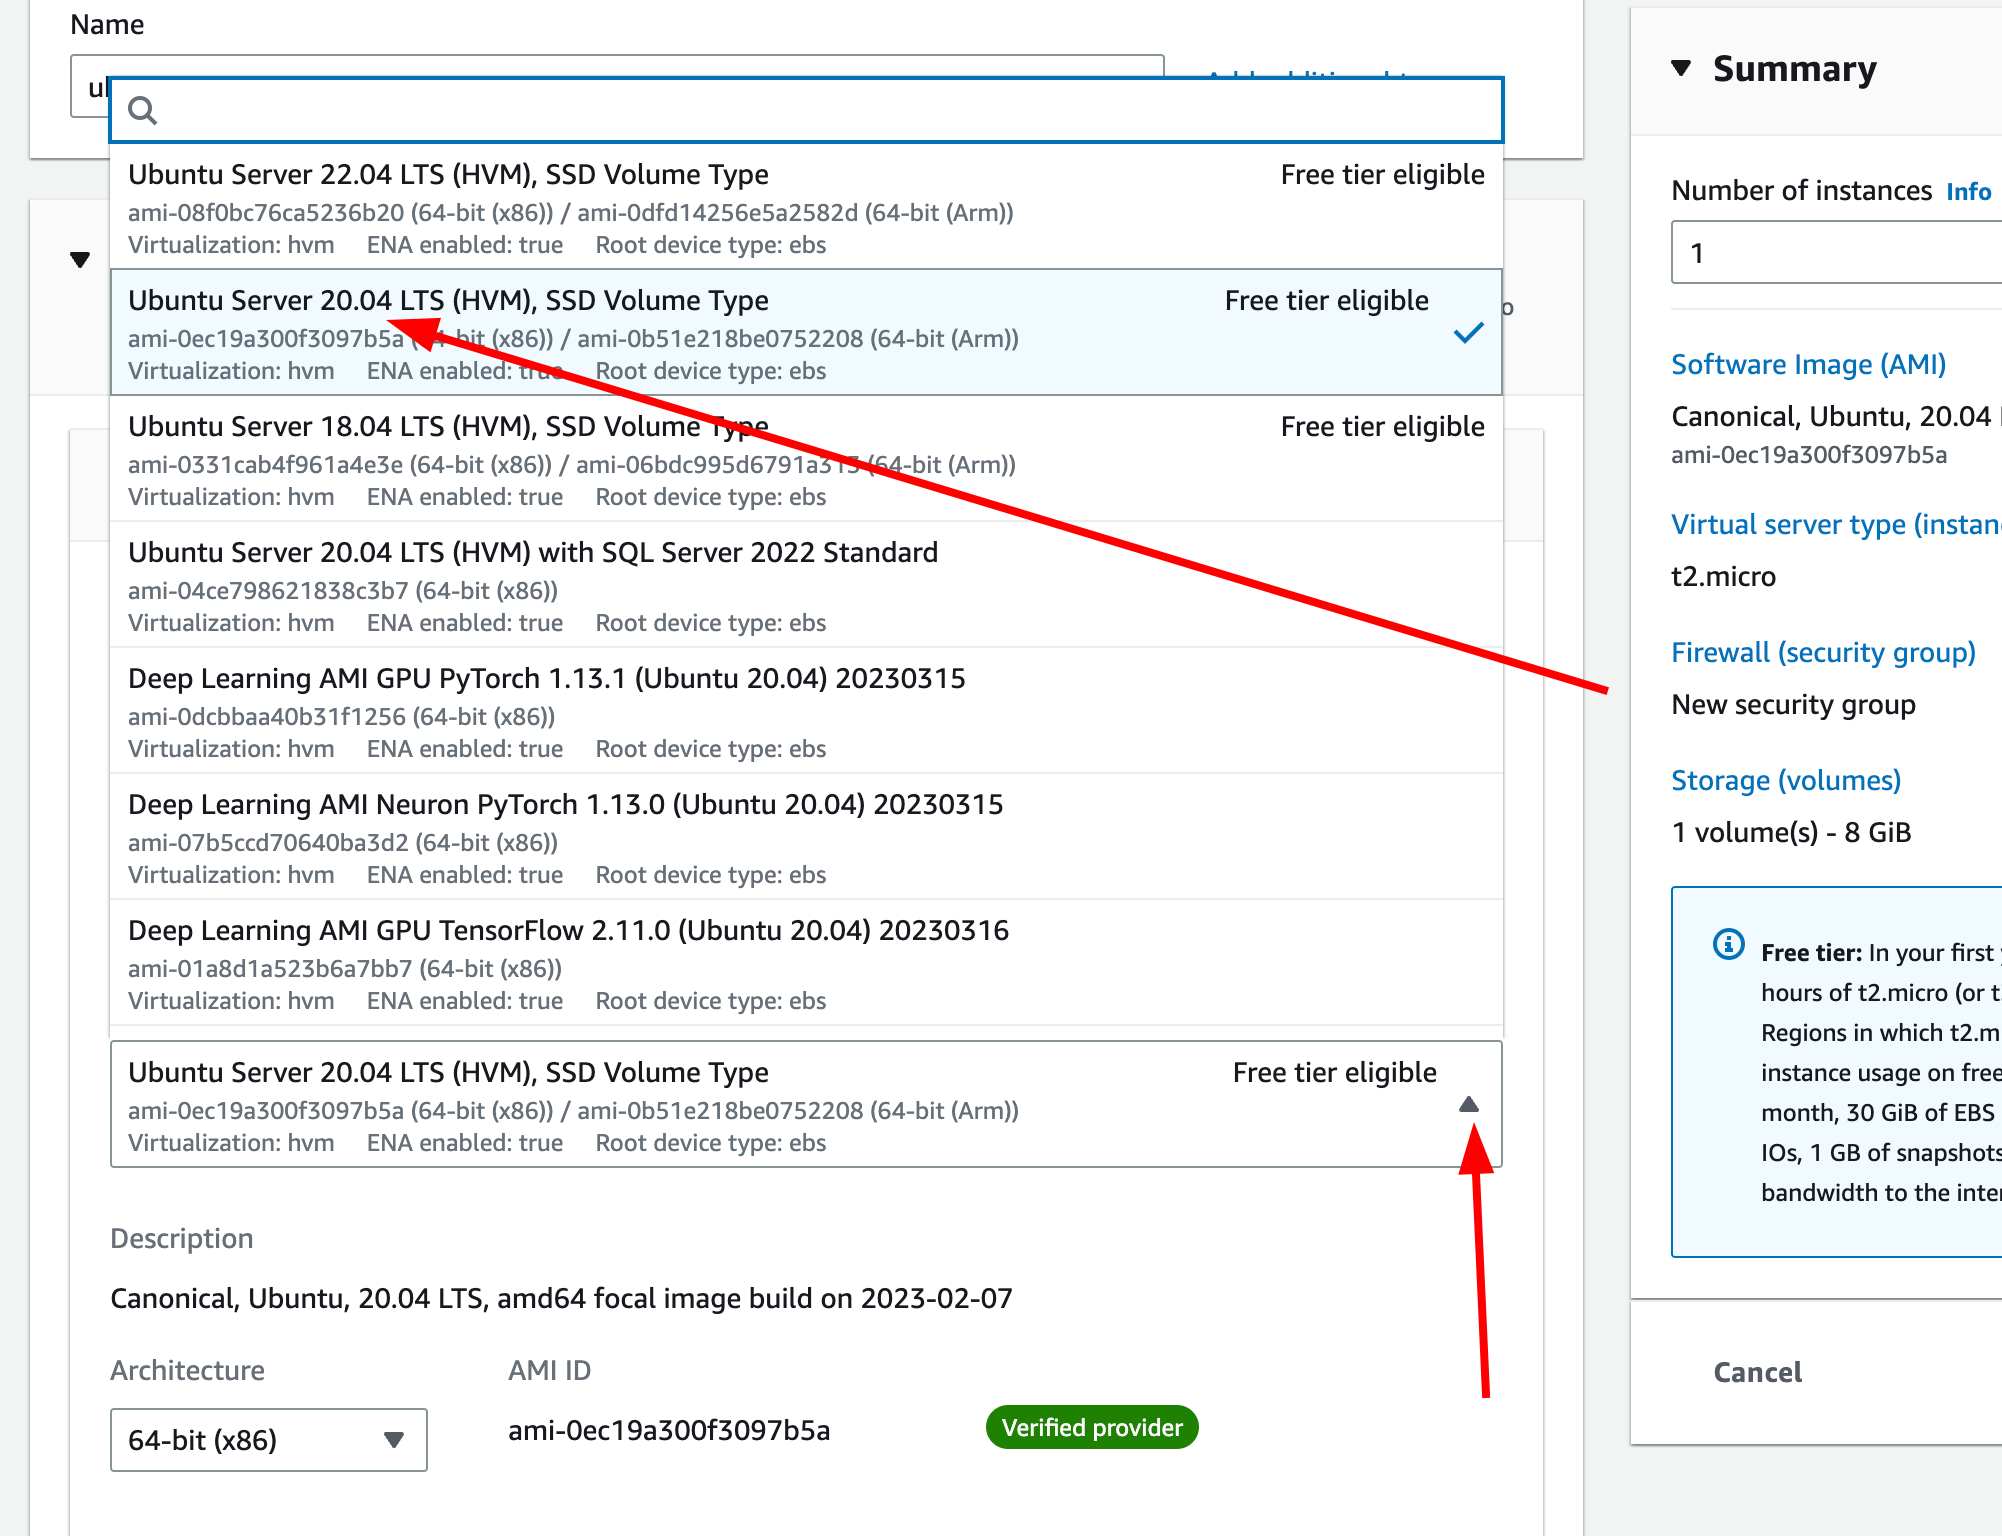 Name
Ubuntu Server 22.04 LTS (HVM), SSD Volume Type Free tier eligible
ami-08f0bc76ca5236b20 (64-bit (x86)) / ami-0dfd14256e5a2582d (64-bit (Arm))
Virtualization: hvm ENA enabled: true Root device type: ebs
Ubuntu Server 20.04 LTS (HVM), SSD Volume Type Free tier eligible
ami-0ec19a300f3097b5a (64-bit (x86)) / ami-0b51e218be0752208 (64-bit (Arm))
Virtualization: hvm ENA enabled: true Root device type: ebs
Ubuntu Server 18.04 LTS (HVM), SSD Volume Type Free tier eligible
ami-0331cab4f961a4e3e (64-bit (x86)) / ami-06bdc995d6791a313 (64-bit (Arm))
Virtualization: hvm ENA enabled: true Root device type: ebs
Ubuntu Server 20.04 LTS (HVM) with SQL Server 2022 Standard
ami-04ce798621838c3b7 (64-bit (x86))
Virtualization: hvm ENA enabled: true Root device type: ebs
Deep Learning AMI GPU PyTorch 1.13.1 (Ubuntu 20.04) 20230315
ami-0dcbbaa40b31f1256 (64-bit (x86))
Virtualization: hvm ENA enabled: true Root device type: ebs
Deep Learning AMI Neuron PyTorch 1.13.0 (Ubuntu 20.04) 20230315
ami-07b5ccd70640ba3d2 (64-bit (x86))
Virtualization: hvm ENA enabled: true Root device type: ebs
Deep Learning AMI GPU TensorFlow 2.11.0 (Ubuntu 20.04) 20230316
ami-01a8d1a523b6a7bb7 (64-bit (x86))
Virtualization: hvm ENA enabled: true Root device type: ebs
Ubuntu Server 20.04 LTS (HVM), SSD Volume Type Free tier eligible
ami-0ec19a300f3097b5a (64-bit (x86)) / ami-0b51e218be0752208 (64-bit (Arm))
Virtualization: hvm ENA enabled: true Root device type: ebs
Description
Canonical, Ubuntu, 20.04 LTS, amd64 focal image build on 2023-02-07
Architecture AMI ID
64-bit (x86) ami-0ec19a300f3097b5a Verified provider
Summary
Number of instances Info
1
Software Image (AMI)
Canonical, Ubuntu, 20.04
ami-0ec19a300f3097b5a
Virtual server type (instan
t2.micro
Firewall (security group)
New security group
Storage (volumes)
1 volume(s) - 8 GiB
Free tier: In your first
hours of t2.micro (or t
Regions in which t2.m
instance usage on free
month, 30 GiB of EBS
IOs, 1 GB of snapshots
bandwidth to the inte
Cancel